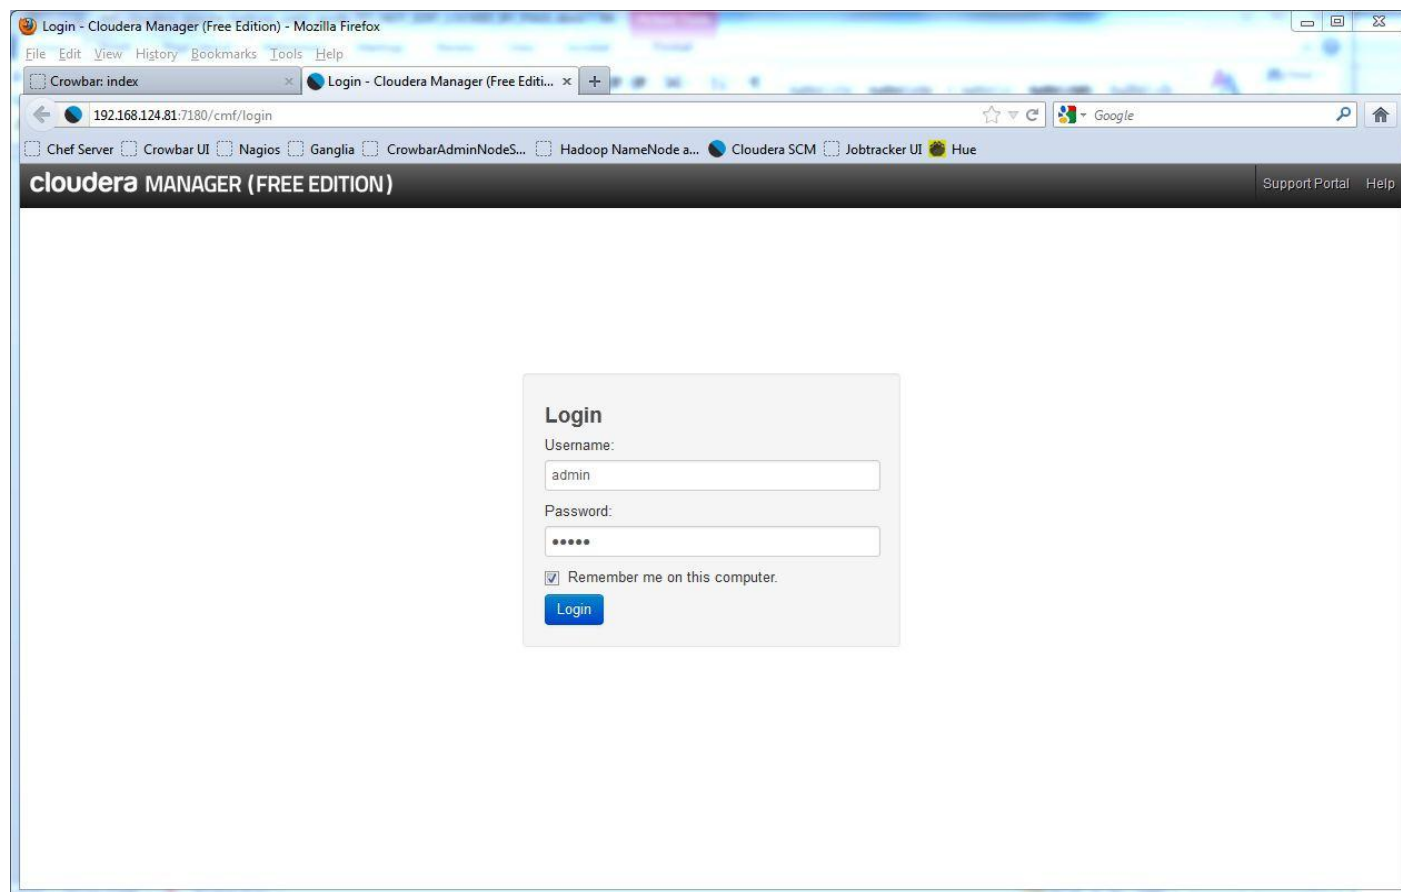 Login - Cloudera Manager (Free Edition) - Mozilla Firefox
File Edit View History Bookmarks Tools Help
Crowbar: index
Login - Cloudera Manager (Free Editi...
192.168.124.81:7180/cmf/login
Google
Chef Server Crowbar UI Nagios Ganglia CrowbarAdminNodeS... Hadoop NameNode a... Cloudera SCM Jobtracker UI Hue
cloudera MANAGER (FREE EDITION)
Support Portal Help
Login
Username:
admin
Password:
•••••
Remember me on this computer.
Login